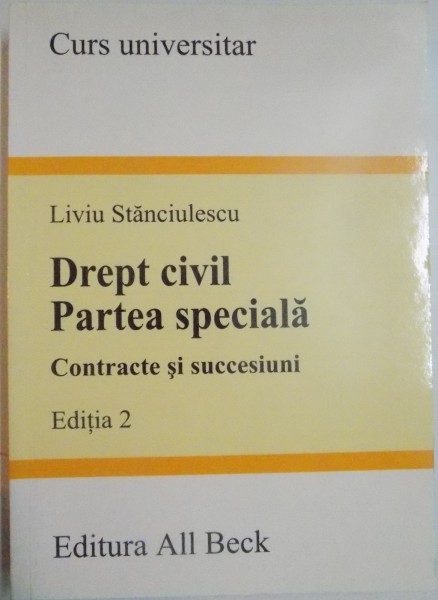 Curs universitar
Liviu Stănciulescu
Drept civil
Partea specială
Contracte şi succesiuni
Ediţia 2
Editura All Beck